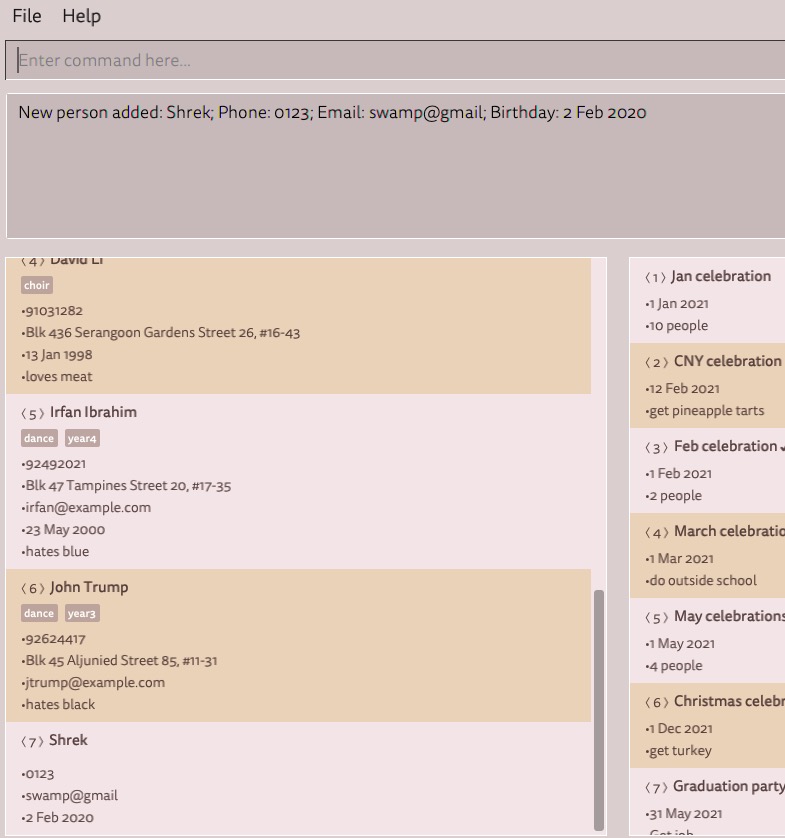 File Help
Enter command here...
New person added: Shrek; Phone: 0123; Email: swamp@gmail; Birthday: 2 Feb 2020
⟨ 4 ⟩ David Li
choir
•91031282
•Blk 436 Serangoon Gardens Street 26, #16-43
•13 Jan 1998
•loves meat
⟨ 5 ⟩ Irfan Ibrahim
dance year4
•92492021
•Blk 47 Tampines Street 20, #17-35
•irfan@example.com
•23 May 2000
•hates blue
⟨ 6 ⟩ John Trump
dance year3
•92624417
•Blk 45 Aljunied Street 85, #11-31
•jtrump@example.com
•hates black
⟨ 7 ⟩ Shrek
•0123
•swamp@gmail
•2 Feb 2020
⟨ 1 ⟩ Jan celebration
•1 Jan 2021
•10 people
⟨ 2 ⟩ CNY celebration
•12 Feb 2021
•get pineapple tarts
⟨ 3 ⟩ Feb celebration
•1 Feb 2021
•2 people
⟨ 4 ⟩ March celebratio
•1 Mar 2021
•do outside school
⟨ 5 ⟩ May celebrations
•1 May 2021
•4 people
⟨ 6 ⟩ Christmas celebr
•1 Dec 2021
•get turkey
⟨ 7 ⟩ Graduation party
•31 May 2021
•Get job